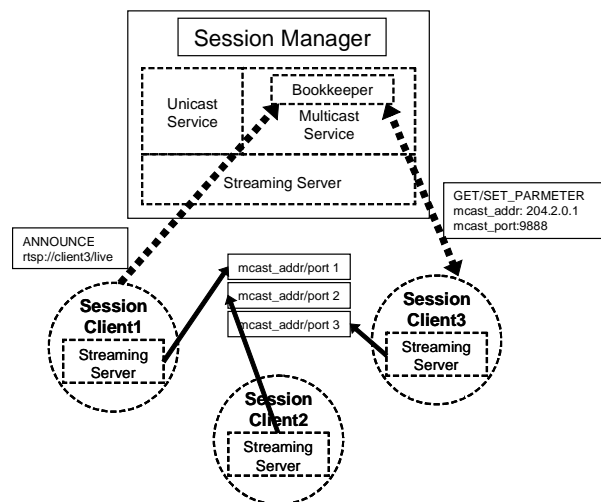 Session Manager
Bookkeeper
Unicast
Service
Multicast
Service
Streaming Server
GET/SET_PARMETER
mcast_addr: 204.2.0.1
mcast_port:9888
ANNOUNCE
rtsp://client3/live
mcast_addr/port 1
mcast_addr/port 2
mcast_addr/port 3
Session
Client1
Streaming
Server
Session
Client3
Streaming
Server
Session
Client2
Streaming
Server